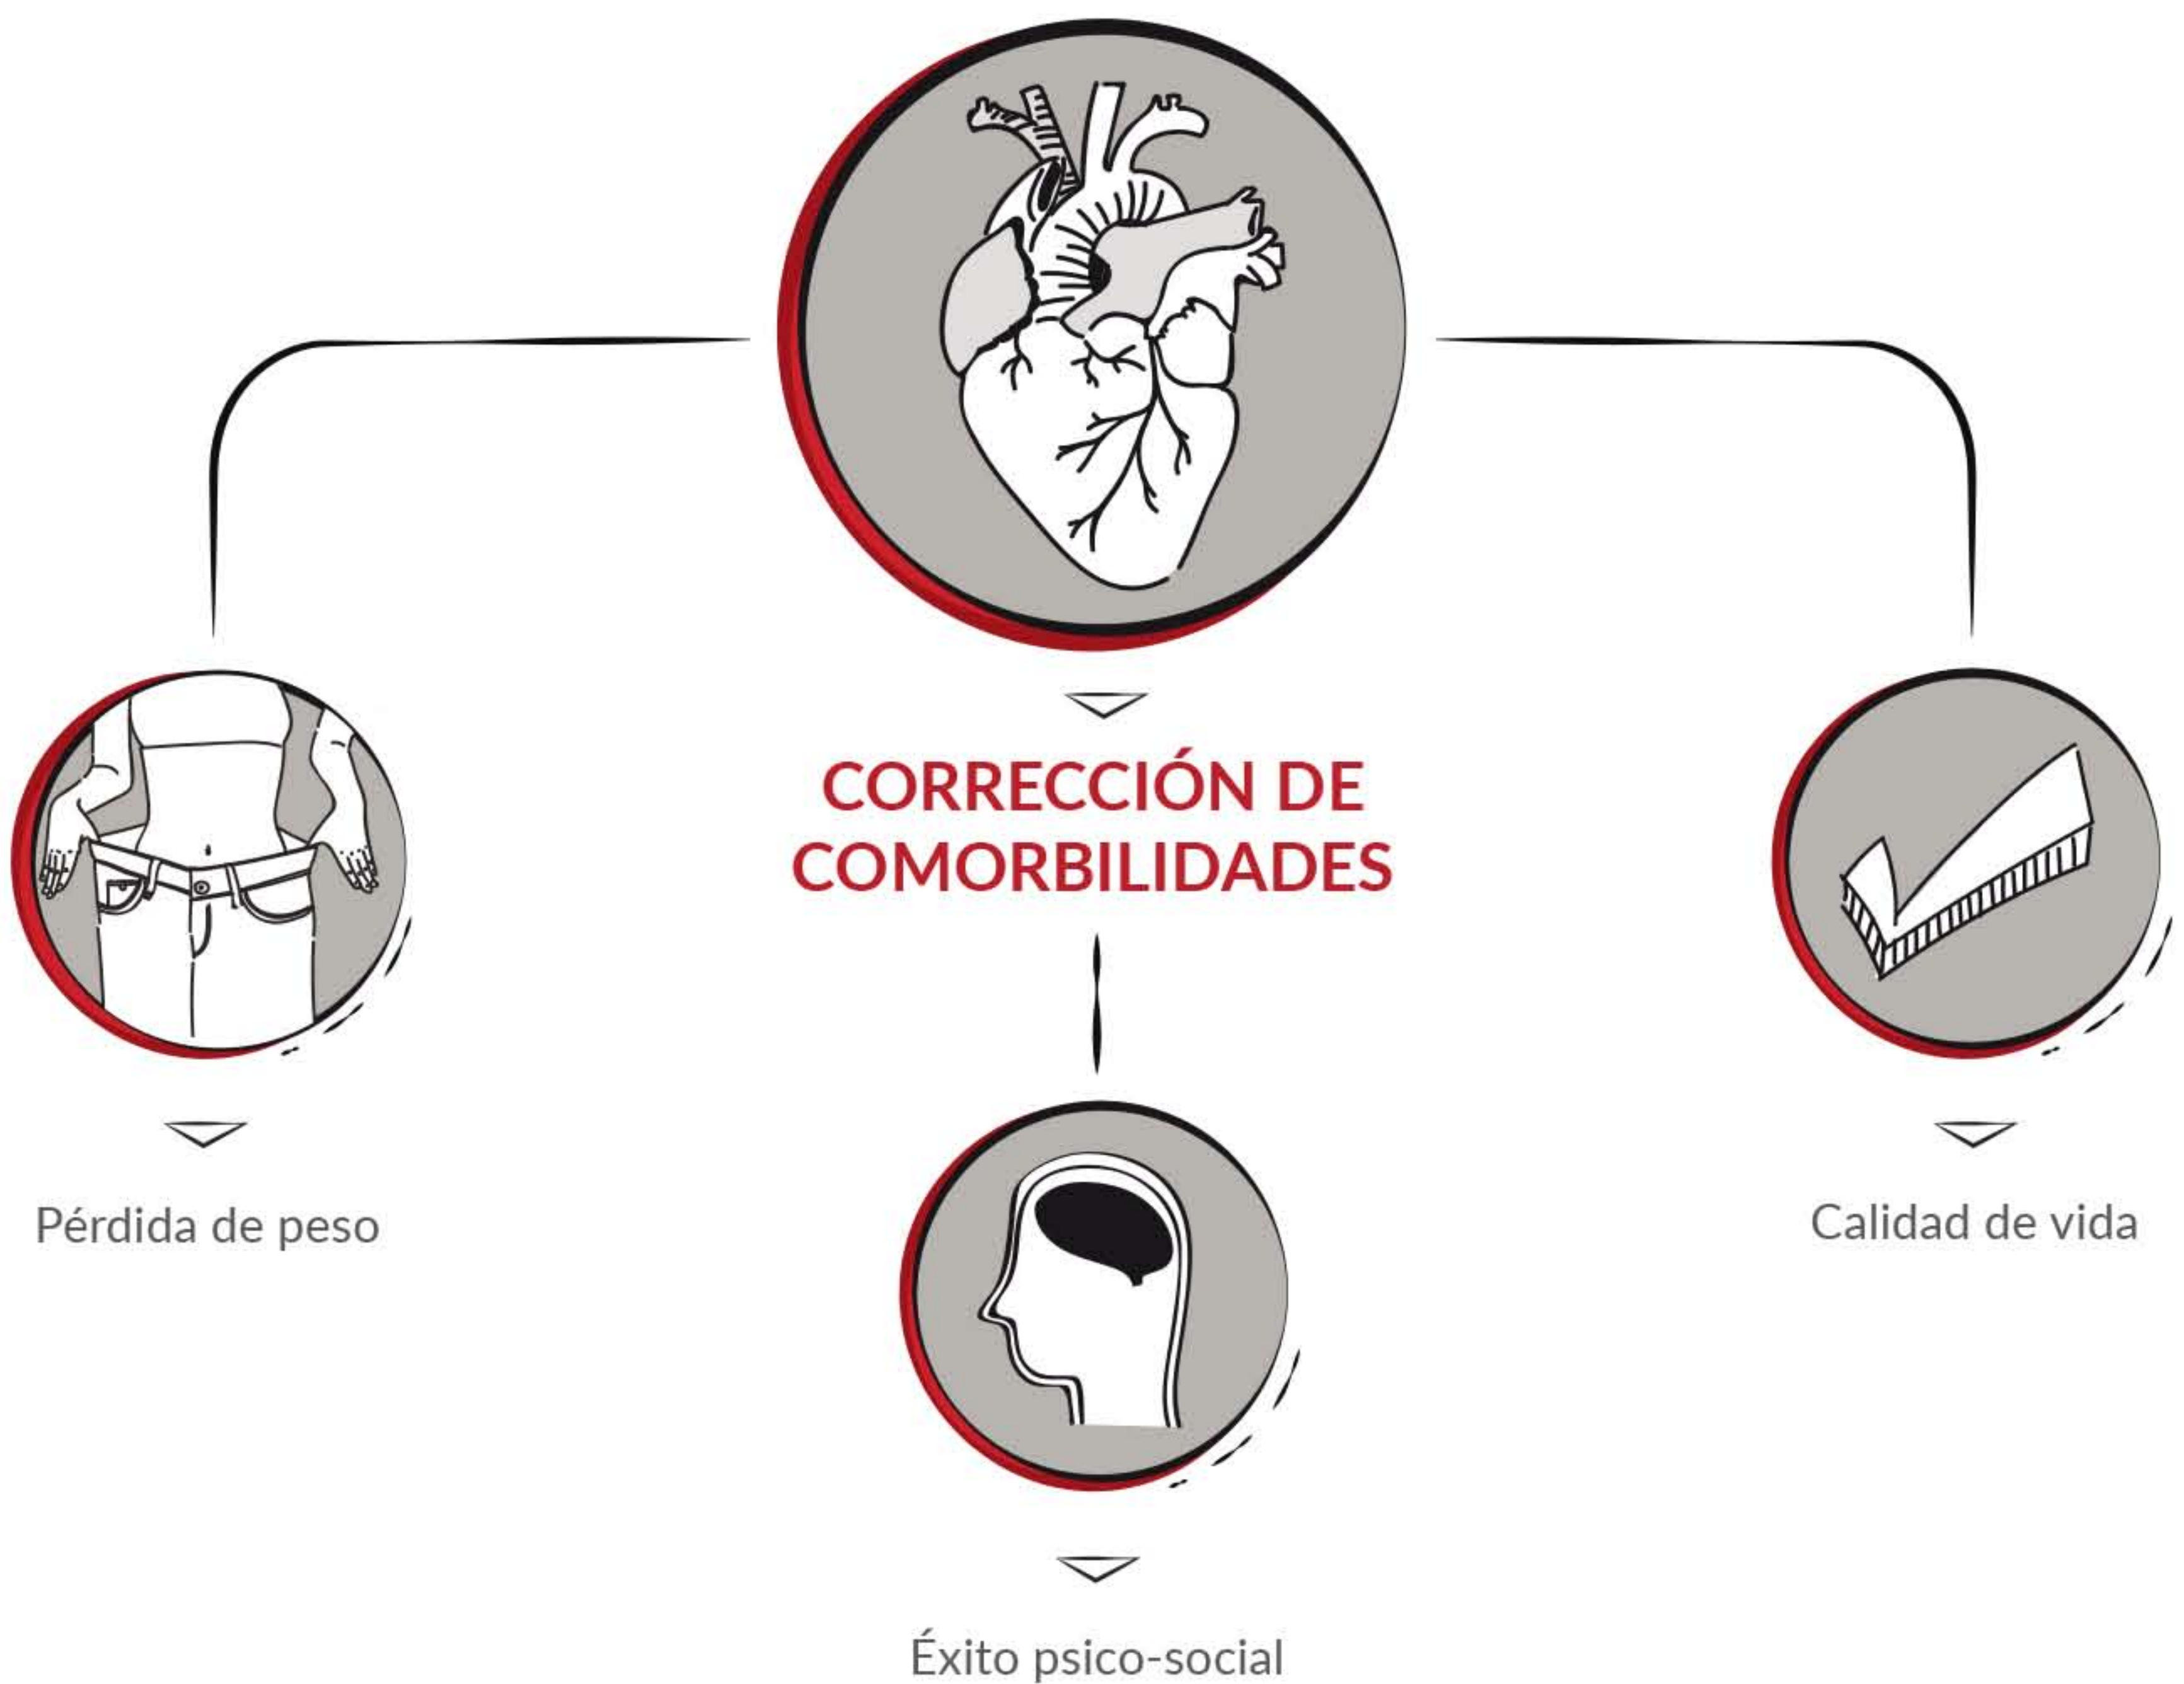 CORRECCIÓN DE
COMORBILIDADES
Pérdida de peso
Calidad de vida
Éxito psico-social